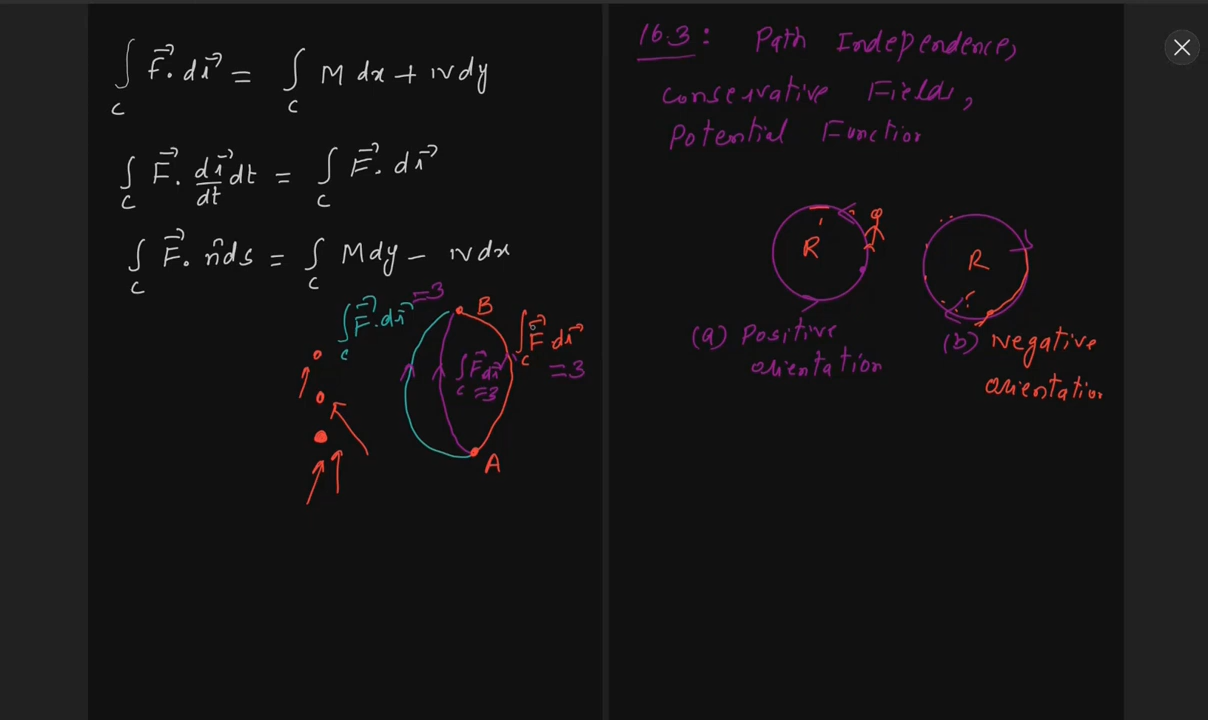 ∫_C F⃗ · dr⃗ = ∫_C M dx + N dy
∫_C F⃗ · dr⃗/dt dt = ∫_C F⃗ · dr⃗
∫_C F⃗ · n̂ ds = ∫_C M dy − N dx
∫_C F⃗ · dr⃗ = 3
B
∫_C F⃗ · dr⃗
= 3
∫_C F⃗ dr⃗
= 3
A
16.3: Path Independence,
Conservative Fields,
Potential Function
R
R
(a) Positive
orientation
(b) Negative
orientation